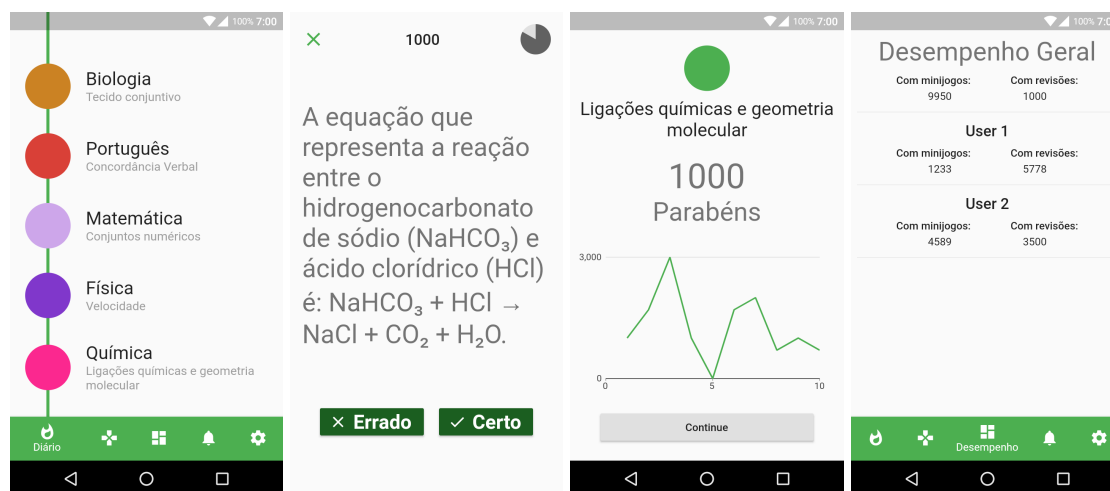 100% 7:00
Biologia
Tecido conjuntivo
Português
Concordância Verbal
Matemática
Conjuntos numéricos
Física
Velocidade
Química
Ligações químicas e geometria
molecular
Diário
1000
A equação que
representa a reação
entre o
hidrogenocarbonato
de sódio (NaHCO₃) e
ácido clorídrico (HCl)
é: NaHCO₃ + HCl →
NaCl + CO₂ + H₂O.
Errado
Certo
100% 7:00
Ligações químicas e geometria
molecular
1000
Parabéns
3,000
0
0 5 10
Continue
100% 7:0
Desempenho Geral
Com minijogos: Com revisões:
9950 1000
User 1
Com minijogos: Com revisões:
1233 5778
User 2
Com minijogos: Com revisões:
4589 3500
Desempenho